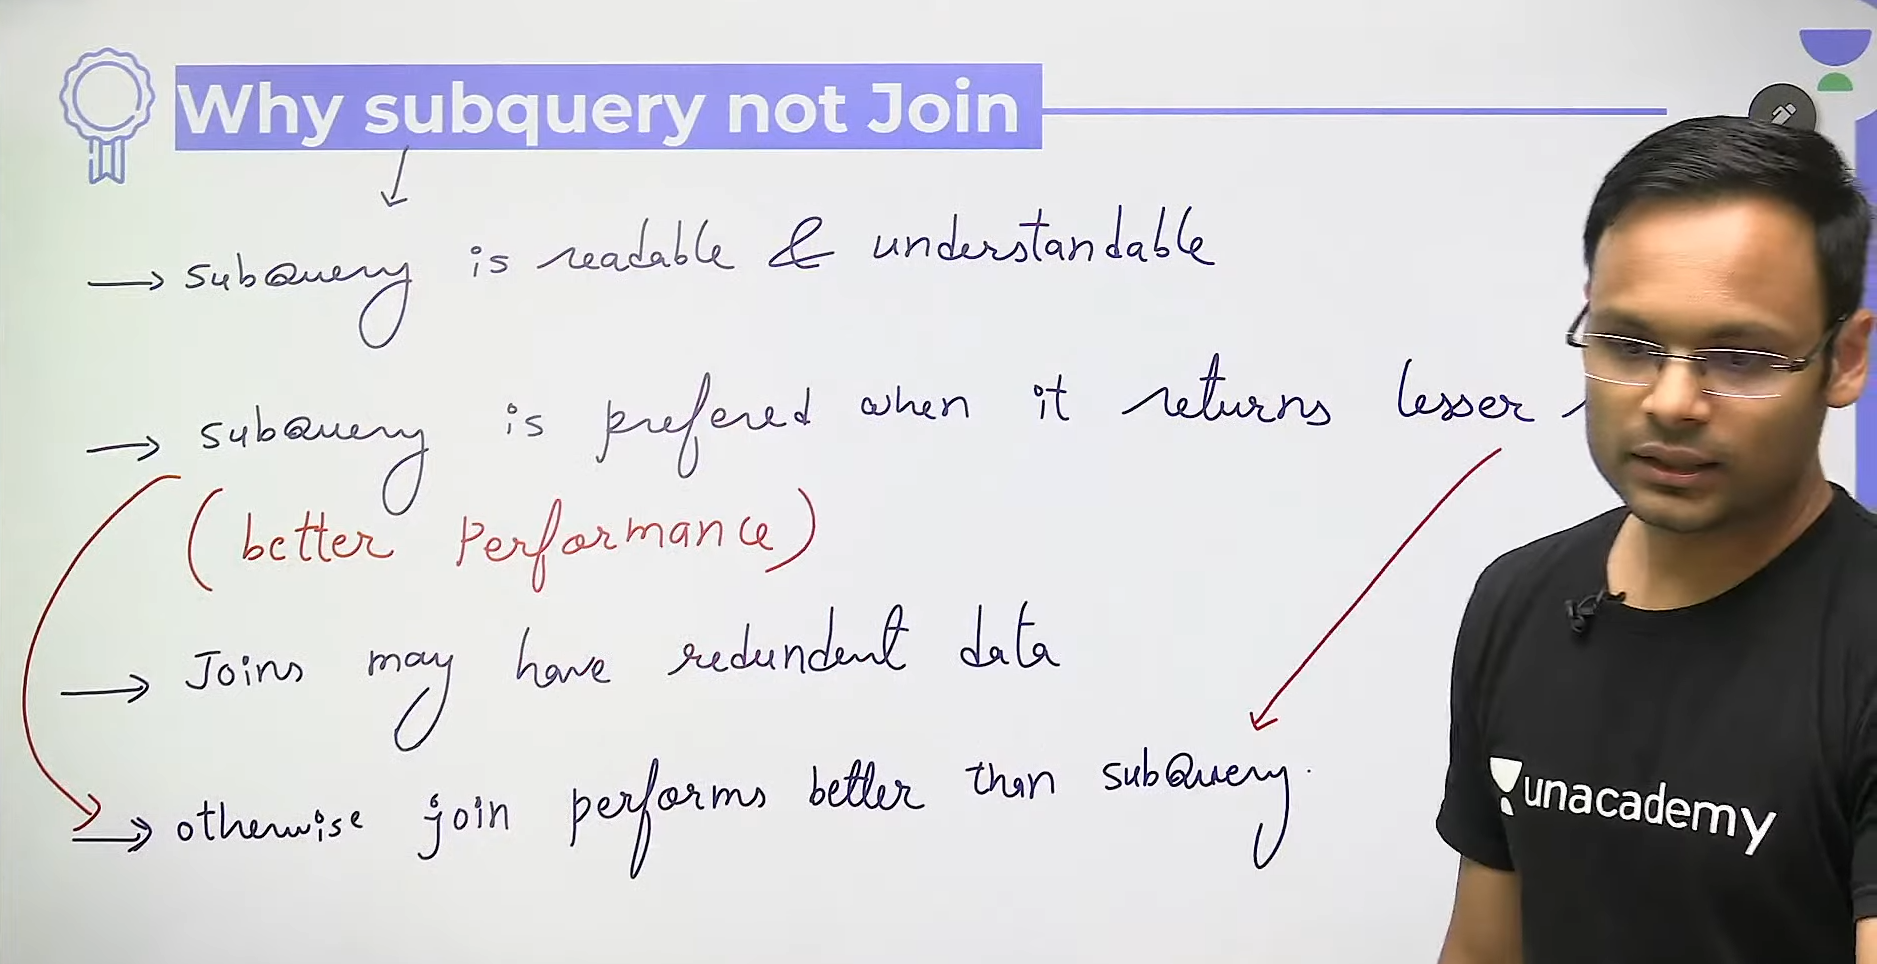 Why subquery not Join
→ subQuery is readable & understandable
→ subQuery is prefered when it returns lesser
(better Performance)
→ Joins may have redundent data
→ otherwise join performs better than subQuery.
unacademy